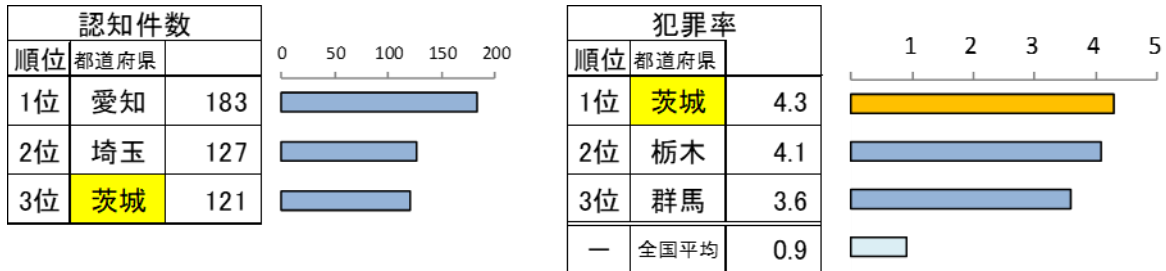 認知件数
順位 都道府県
1位 愛知 183
2位 埼玉 127
3位 茨城 121
0 50 100 150 200
犯罪率
順位 都道府県
1位 茨城 4.3
2位 栃木 4.1
3位 群馬 3.6
― 全国平均 0.9
1 2 3 4 5